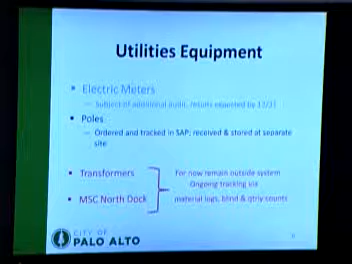 Utilities Equipment
• Electric Meters
– Subject of additional audit, results expected by 12/31
• Poles
– Ordered and tracked in SAP; received & stored at separate
site
• Transformers
For now remain outside system
Ongoing tracking via
• MSC North Dock
material logs, blind & qtrly counts
CITY OF
PALO ALTO